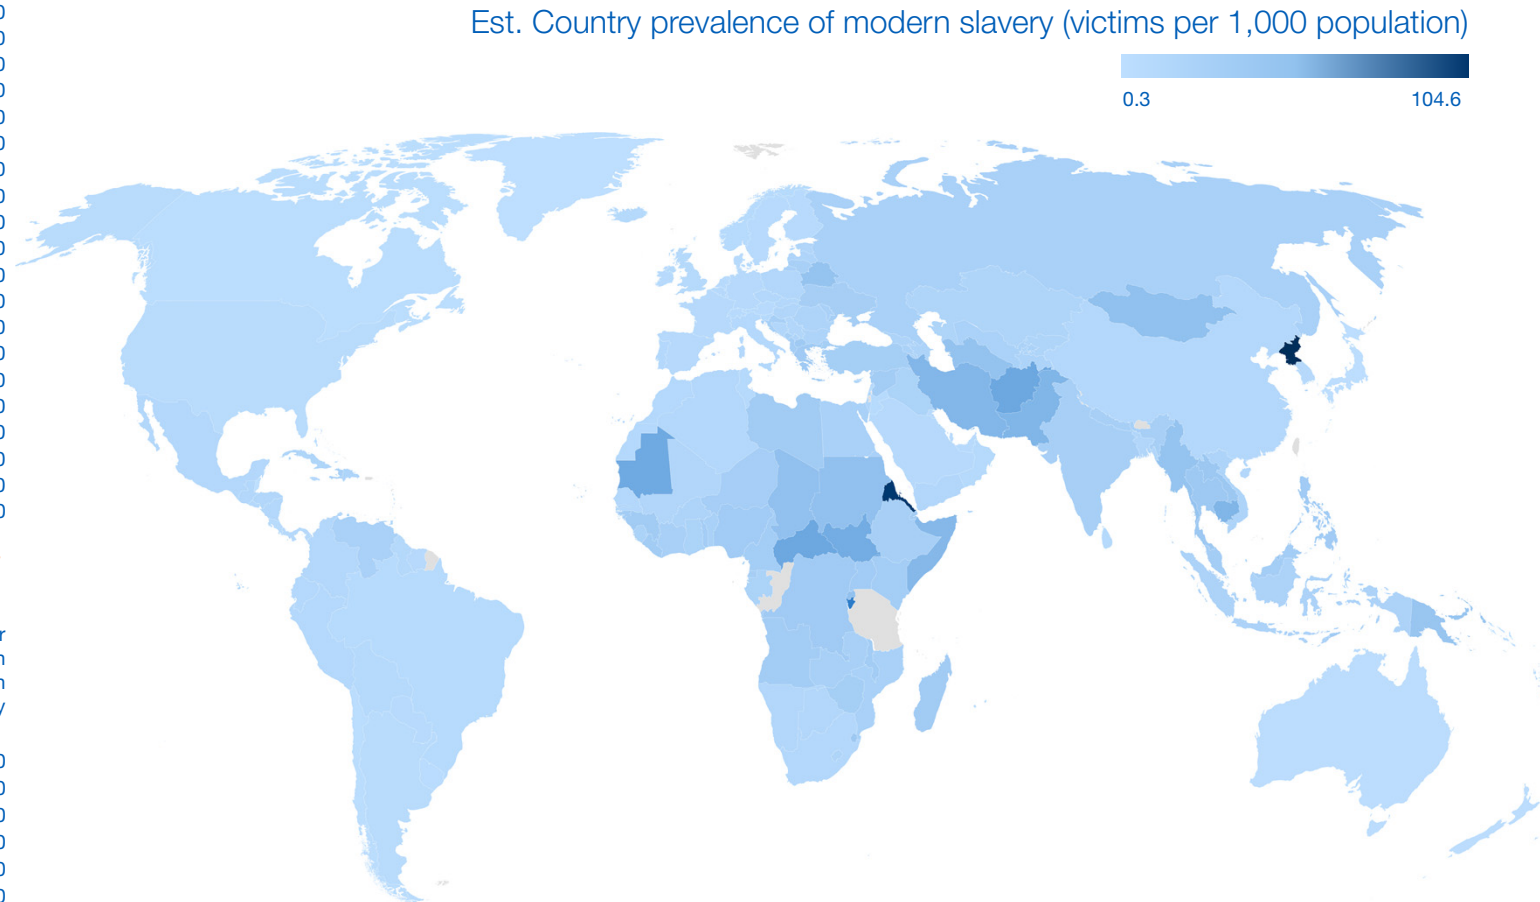 Est. Country prevalence of modern slavery (victims per 1,000 population)
0.3 104.6